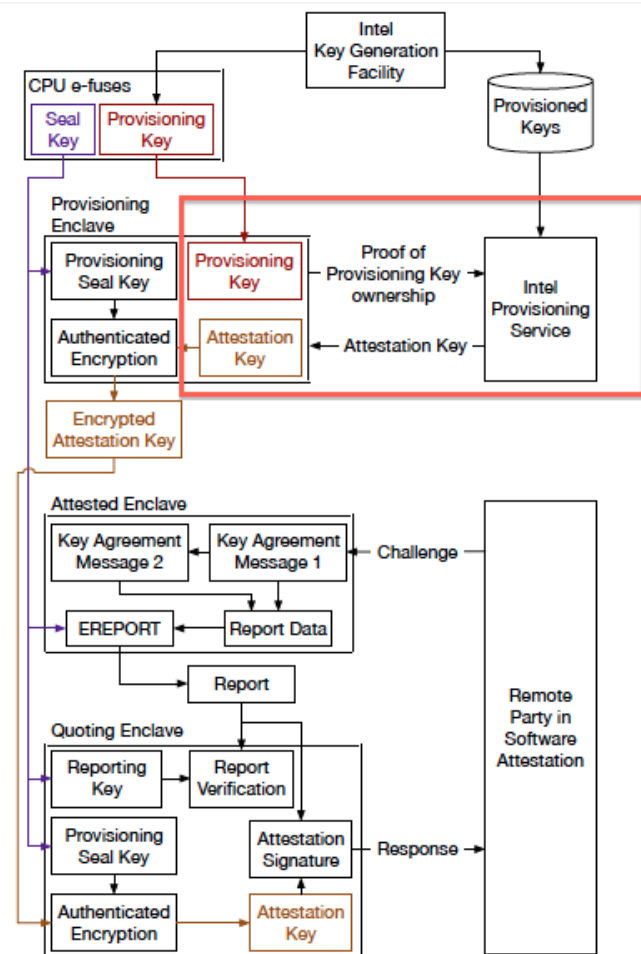 Intel
Key Generation
Facility
CPU e-fuses
Seal
Key
Provisioning
Key
Provisioned
Keys
Provisioning
Enclave
Provisioning
Seal Key
Provisioning
Key
Proof of
Provisioning Key
ownership
Intel
Provisioning
Service
Authenticated
Encryption
Attestation
Key
Attestation Key
Encrypted
Attestation Key
Attested Enclave
Key Agreement
Message 2
Key Agreement
Message 1
Challenge
EREPORT
Report Data
Report
Remote
Party in
Software
Attestation
Quoting Enclave
Reporting
Key
Report
Verification
Provisioning
Seal Key
Attestation
Signature
Response
Authenticated
Encryption
Attestation
Key